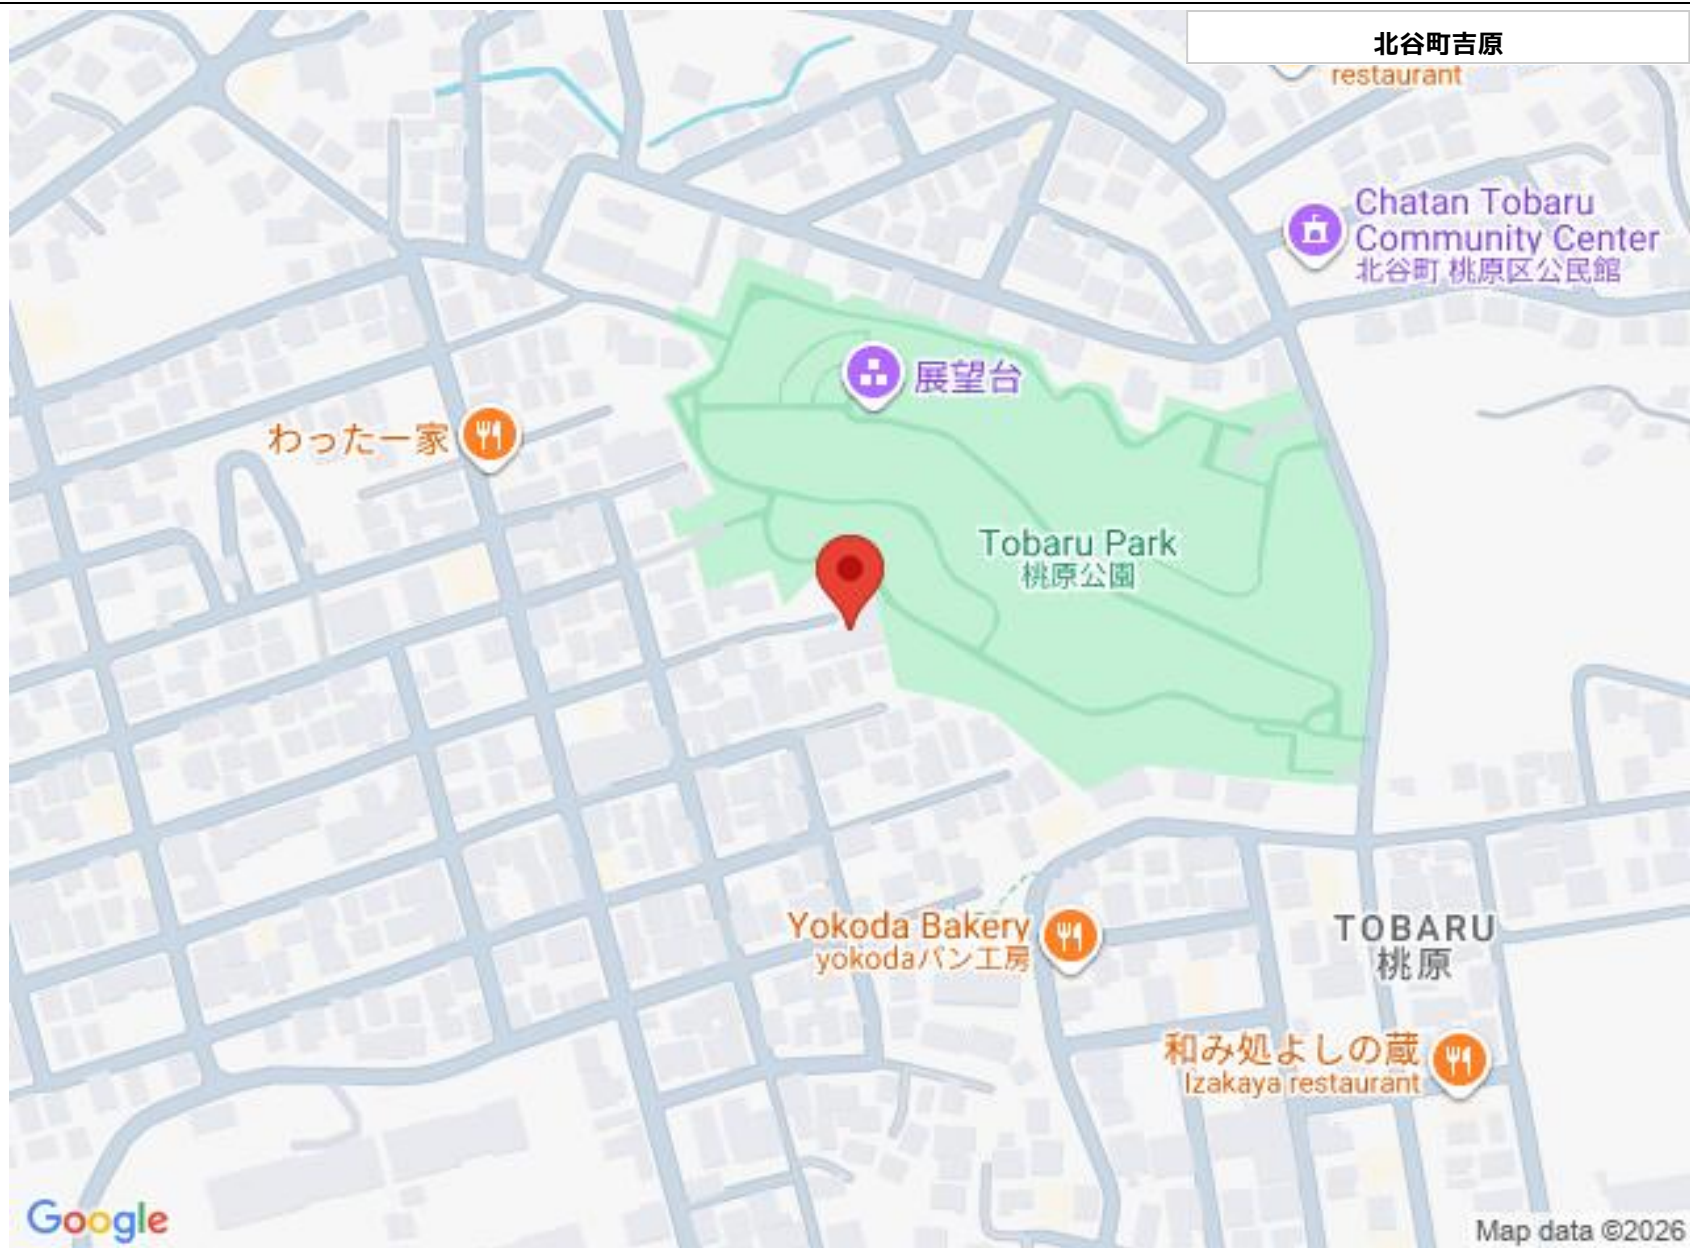 北谷町吉原
restaurant
Chatan Tobaru
Community Center
北谷町 桃原区公民館
展望台
わったー家
Tobaru Park
桃原公園
Yokoda Bakery
yokodaパン工房
TOBARU
桃原
和み処よしの蔵
Izakaya restaurant
Google
Map data ©2026